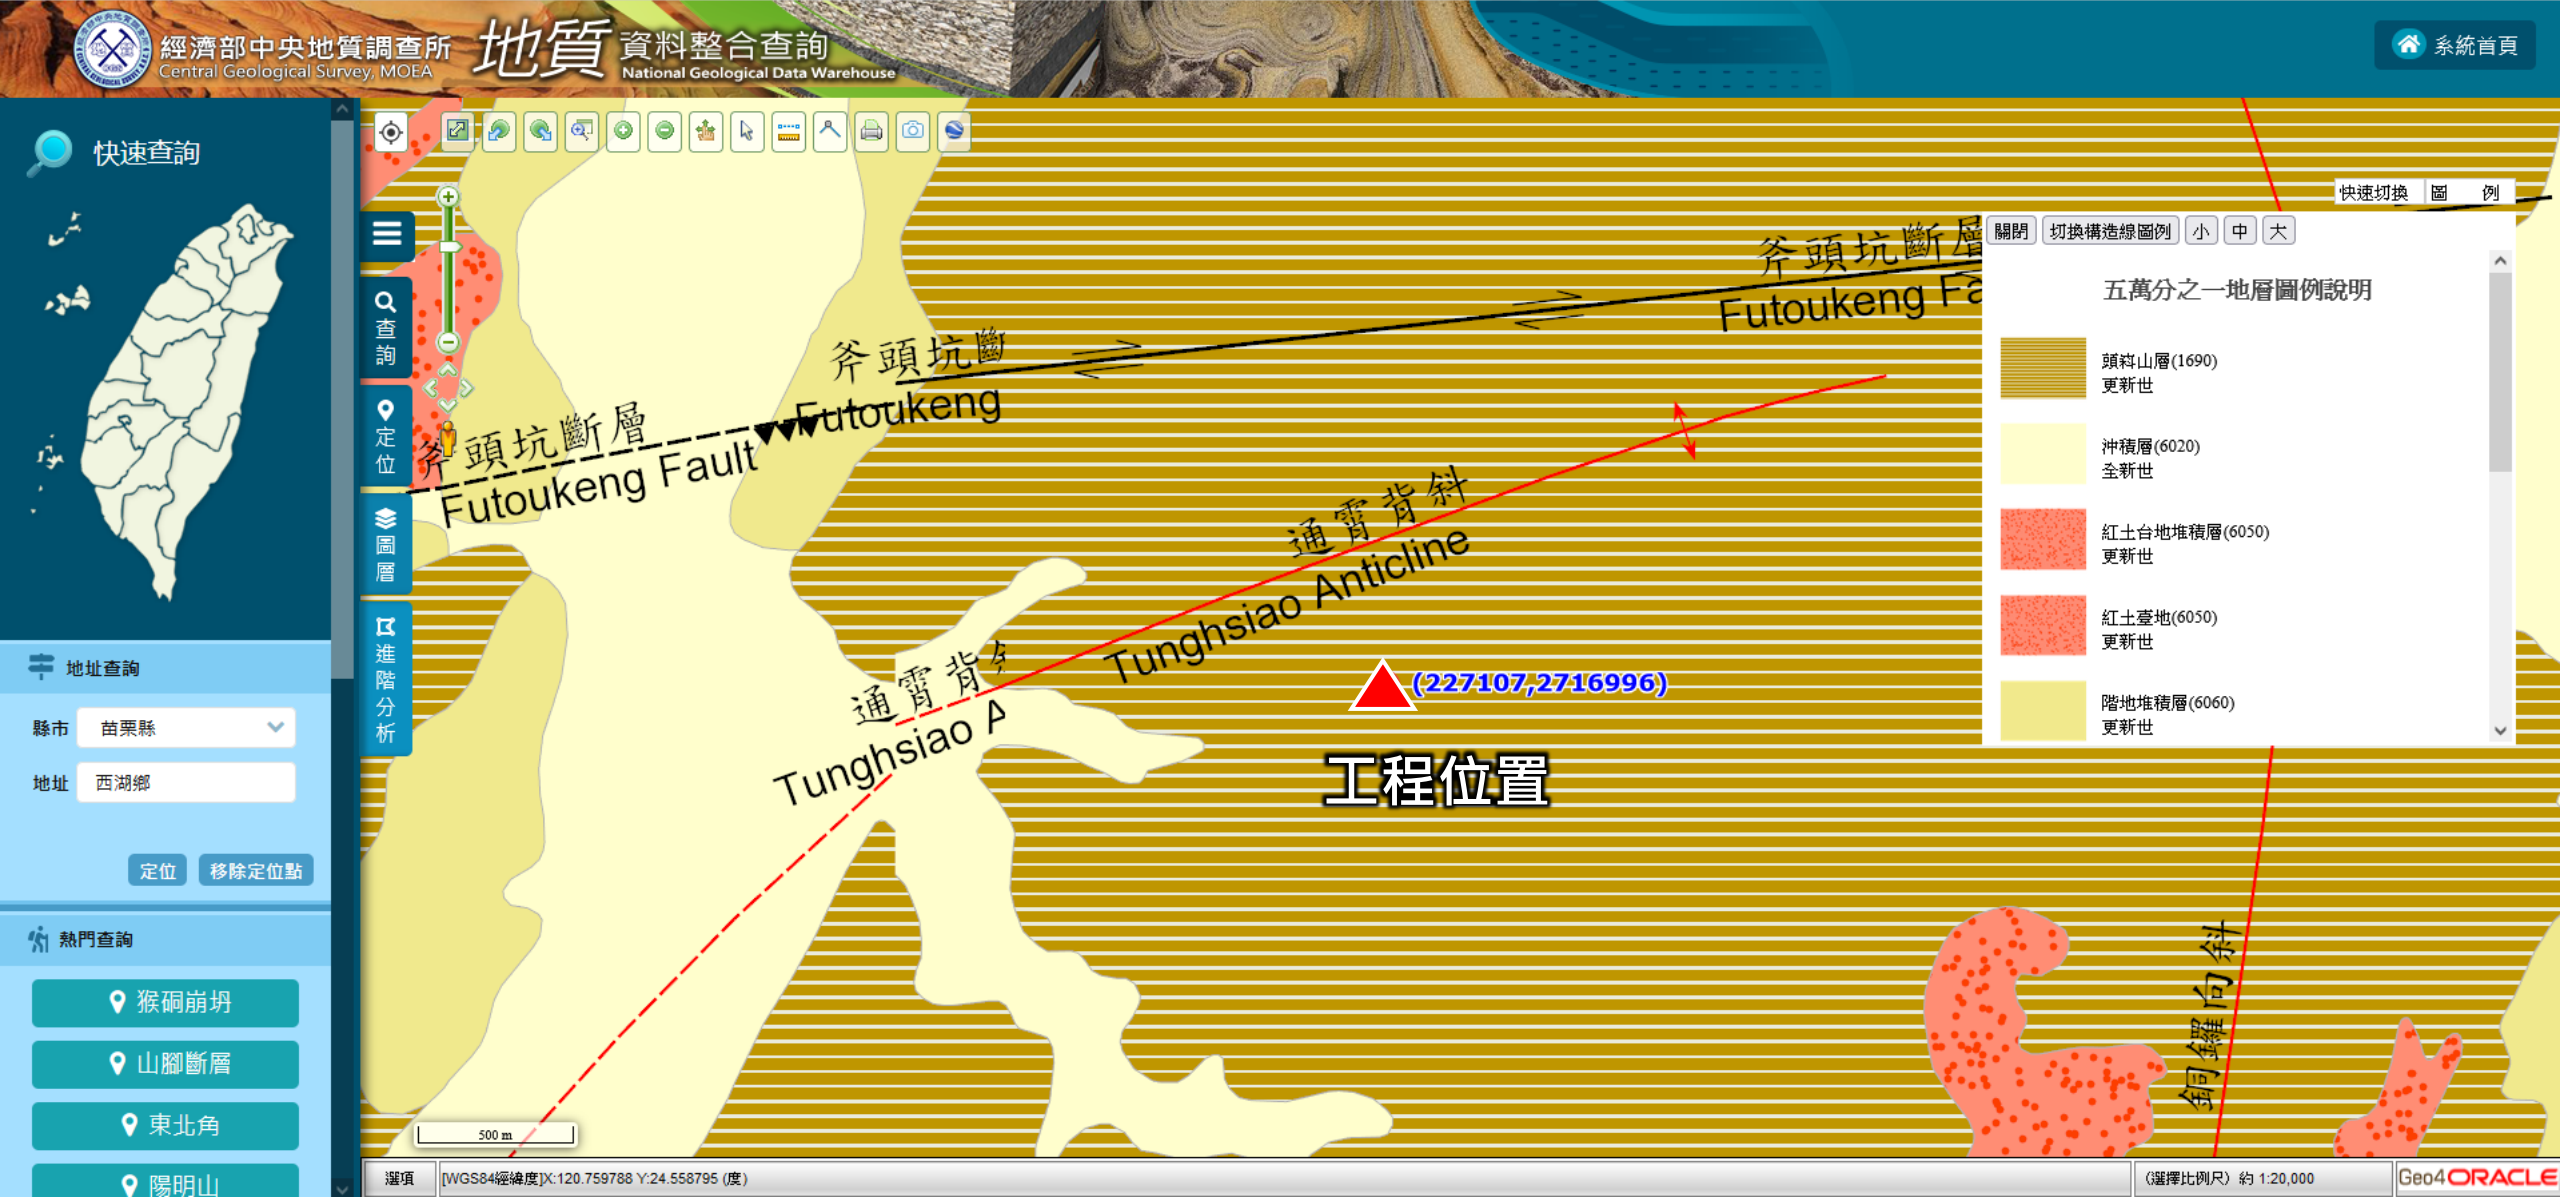 經濟部中央地質調查所
Central Geological Survey, MOEA
地質 資料整合查詢
National Geological Data Warehouse
系統首頁
快速查詢
地址查詢
縣市 苗栗縣
地址 西湖鄉
定位 移除定位點
熱門查詢
猴硐崩坍
山腳斷層
東北角
陽明山
查詢
定位
圖層
進階分析
斧頭坑斷層
Futoukeng Fault
斧頭坑斷
Futoukeng
斧頭坑斷層
Futoukeng Fa
通霄背斜
Tunghsiao Anticline
通霄背
Tunghsiao A
(227107,2716996)
工程位置
銅鑼向斜
快速切換 圖 例
關閉 切換構造線圖例 小 中 大
五萬分之一地層圖例說明
頭嵙山層(1690)
更新世
沖積層(6020)
全新世
紅土台地堆積層(6050)
更新世
紅土臺地(6050)
更新世
階地堆積層(6060)
更新世
500 m
選項 [WGS84經緯度]X:120.759788 Y:24.558795 (度) (選擇比例尺) 約 1:20,000 Geo4ORACLE